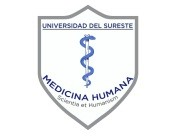 UNIVERSIDAD DEL SURESTE
MEDICINA HUMANA
Scientia et Humanism